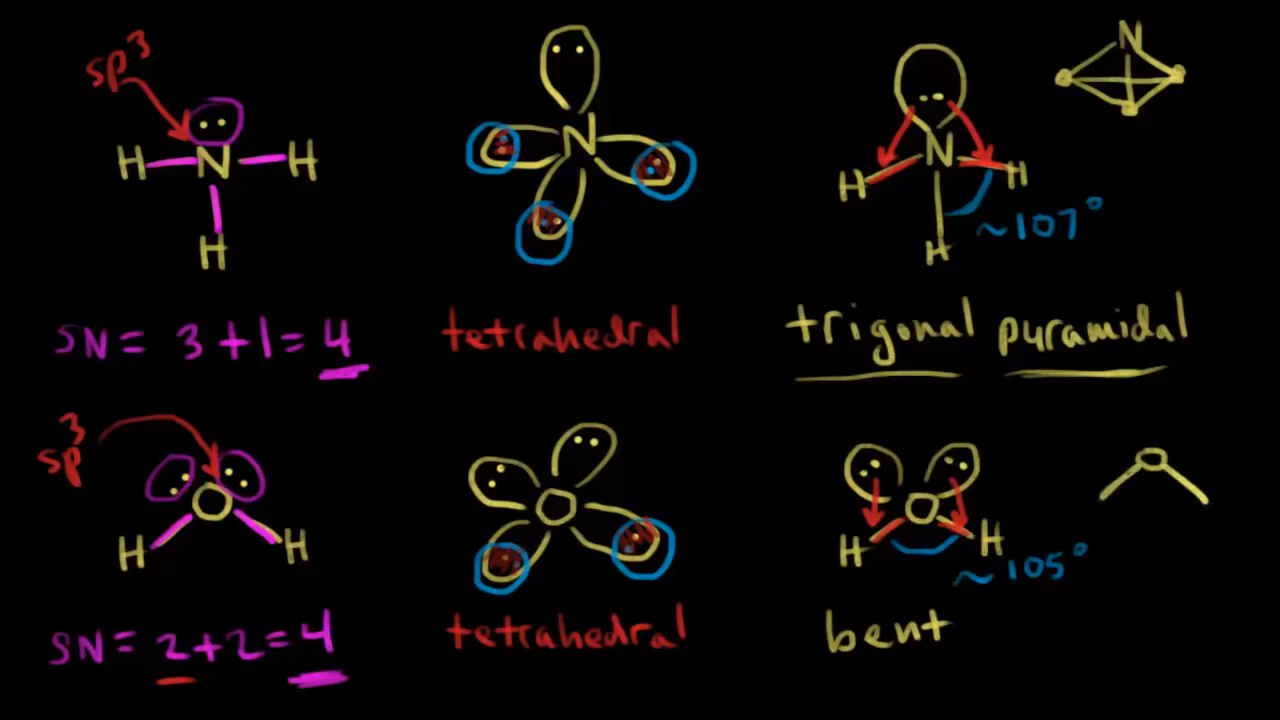 sp³
H N H
H
SN = 3 + 1 = 4
N
tetrahedral
N
H N H
H
~107°
trigonal pyramidal
N
sp³
O
H H
SN = 2 + 2 = 4
O
tetrahedral
O
H H
~105°
bent
O